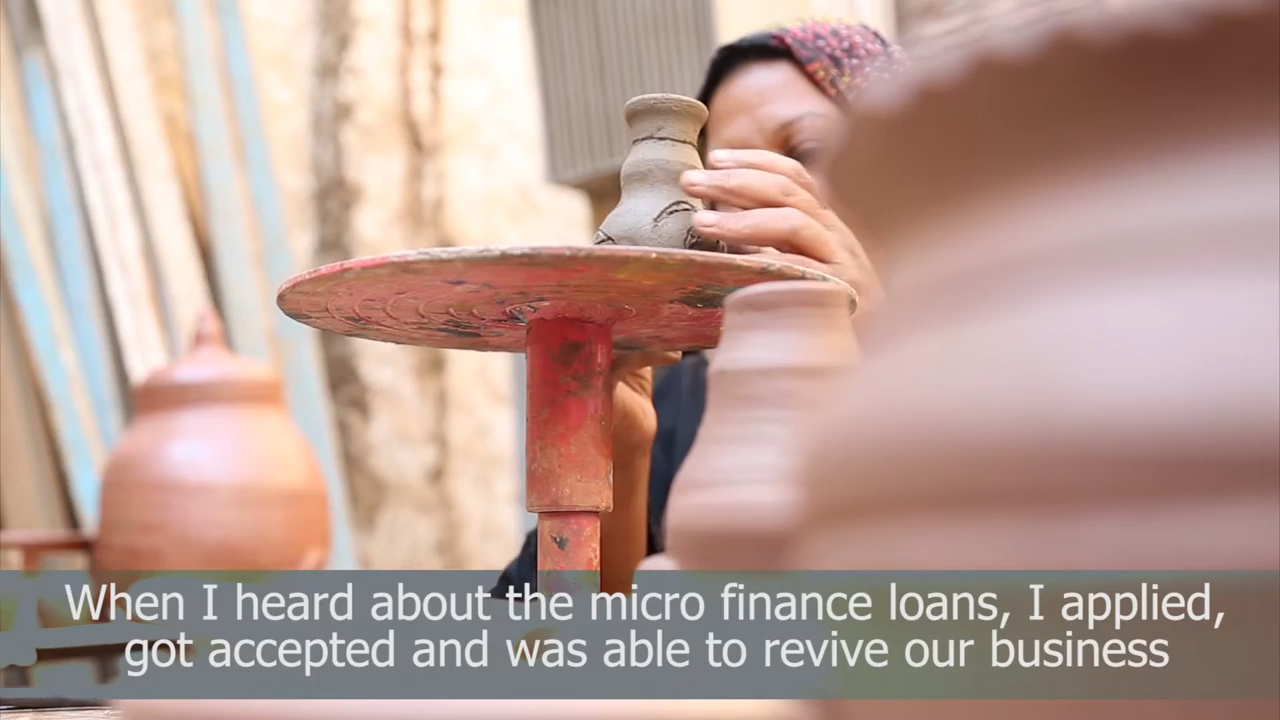 When I heard about the micro finance loans, I applied,
got accepted and was able to revive our business